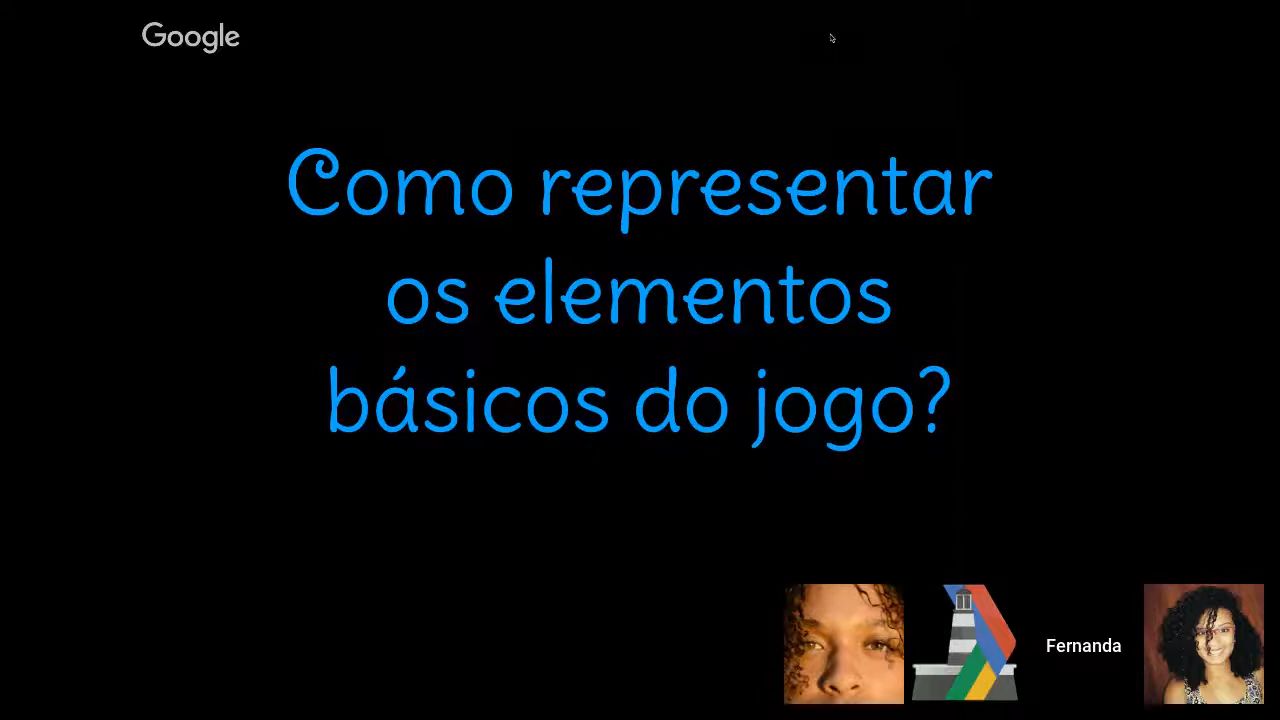 Google
Como representar
os elementos
básicos do jogo?
Fernanda